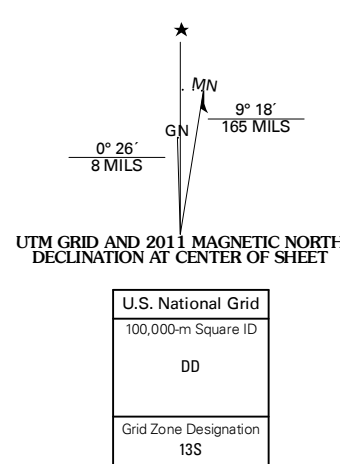 MN
GN
9° 18´
165 MILS
0° 26´
8 MILS
UTM GRID AND 2011 MAGNETIC NORTH
DECLINATION AT CENTER OF SHEET
U.S. National Grid
100,000-m Square ID
DD
Grid Zone Designation
13S